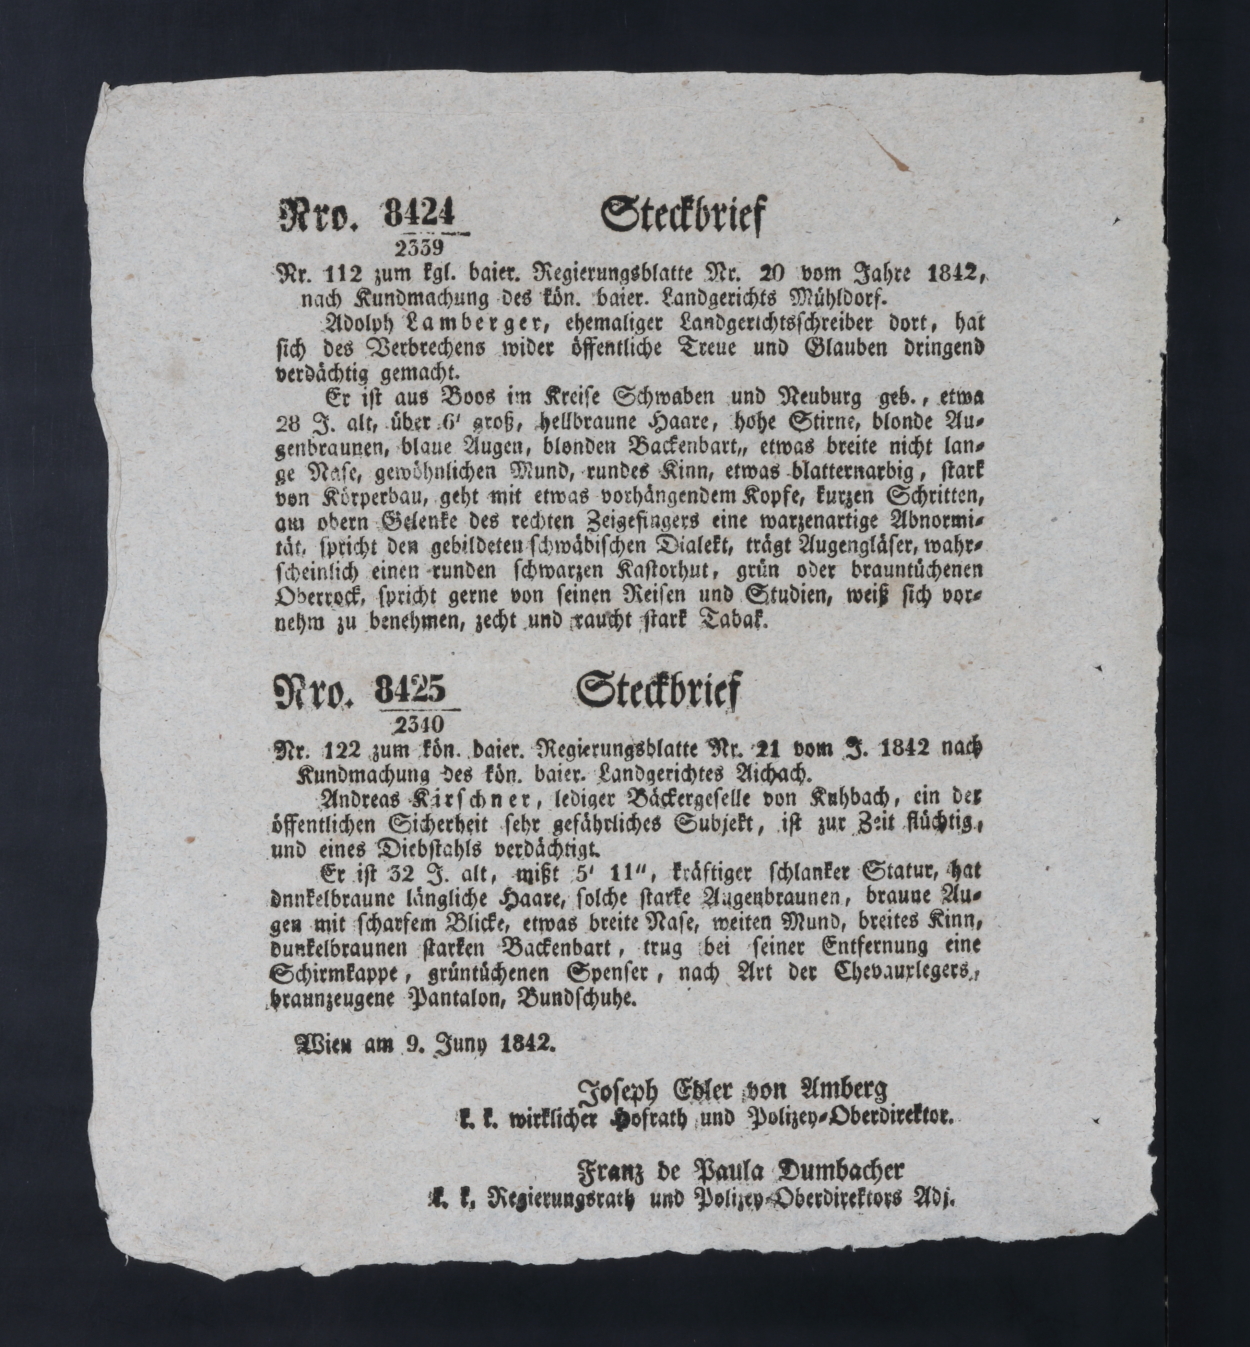 Nro. 8424 Steckbrief
2339
Nr. 112 zum kgl. baier. Regierungsblatte Nr. 20 vom Jahre 1842,
nach Kundmachung des kön. baier. Landgerichts Mühldorf.
Adolph Lamberger, ehemaliger Landgerichtsschreiber dort, hat
sich des Verbrechens wider öffentliche Treue und Glauben dringend
verdächtig gemacht.
Er ist aus Boos im Kreise Schwaben und Neuburg geb., etwa
28 J. alt, über 6' groß, hellbraune Haare, hohe Stirne, blonde Au-
genbraunen, blaue Augen, blonden Backenbart,, etwas breite nicht lan-
ge Nase, gewöhnlichen Mund, rundes Kinn, etwas blatternarbig, stark
von Körperbau, geht mit etwas vorhängendem Kopfe, kurzen Schritten,
am obern Gelenke des rechten Zeigefingers eine warzenartige Abnormi-
tät, spricht den gebildeten schwäbischen Dialekt, trägt Augengläser, wahr-
scheinlich einen runden schwarzen Kastorhut, grün oder brauntüchenen
Oberrock, spricht gerne von seinen Reisen und Studien, weiß sich vor-
nehm zu benehmen, zecht und raucht stark Tabak.
Nro. 8425 Steckbrief
2340
Nr. 122 zum kön. baier. Regierungsblatte Nr. 21 vom J. 1842 nach
Kundmachung des kön. baier. Landgerichtes Aichach.
Andreas Kirschner, lediger Bäckergeselle von Kuhbach, ein der
öffentlichen Sicherheit sehr gefährliches Subjekt, ist zur Zeit flüchtig,
und eines Diebstahls verdächtigt.
Er ist 32 J. alt, mißt 5' 11", kräftiger schlanker Statur, hat
dnnkelbraune längliche Haare, solche starke Augenbraunen, braune Au-
gen mit scharfem Blicke, etwas breite Nase, weiten Mund, breites Kinn,
dunkelbraunen starken Backenbart, trug bei seiner Entfernung eine
Schirmkappe, grüntüchenen Spenser, nach Art der Chevauxlegers,
braunzeugene Pantalon, Bundschuhe.
Wien am 9. Juny 1842.
Joseph Edler von Amberg
k. k. wirklicher Hofrath und Polizey-Oberdirektor.
Franz de Paula Dumbacher
k. k. Regierungsrath und Polizey-Oberdirektors Adj.